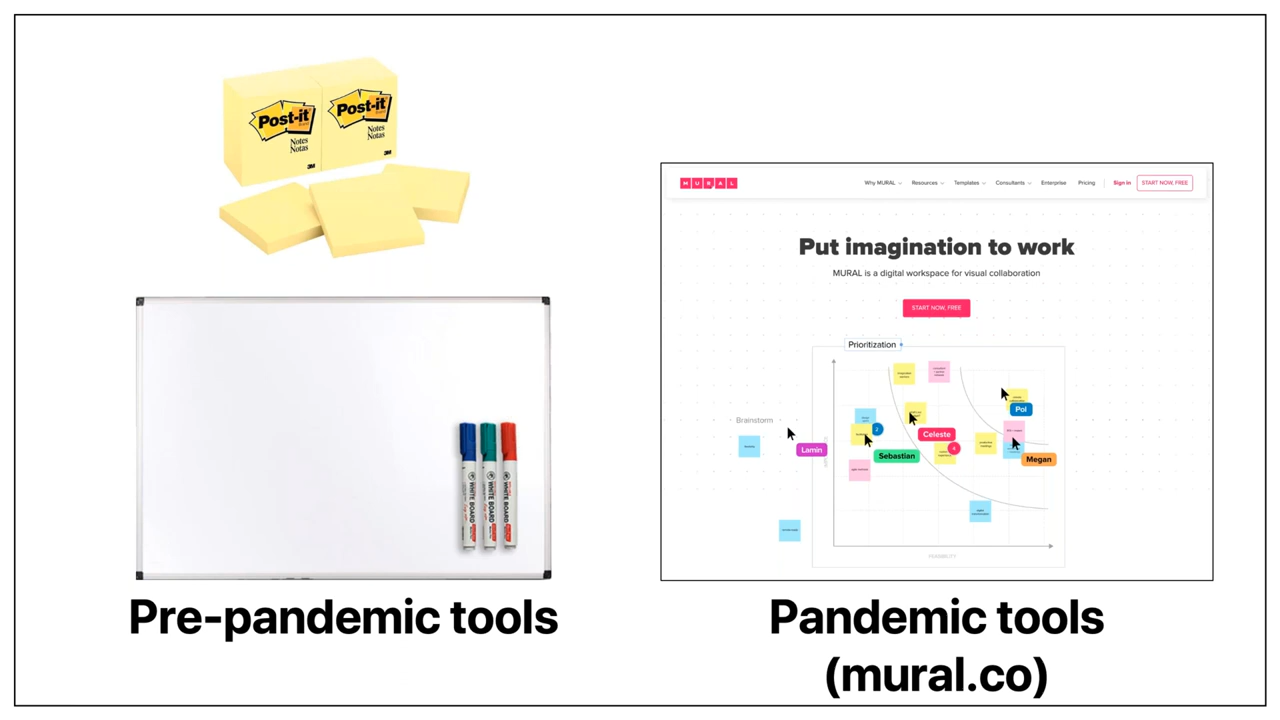 Post-it
Notes
Notas
3M
Post-it
Notes
Notas
3M
WHITE BOARD
WHITE BOARD
WHITE BOARD
Pre-pandemic tools
MURAL
Why MURAL
Resources
Templates
Consultants
Enterprise
Pricing
Sign in
START NOW, FREE
Put imagination to work
MURAL is a digital workspace for visual collaboration
START NOW, FREE
Prioritization
Brainstorm
Lamin
Sebastian
2
Celeste
4
Pol
Megan
Pandemic tools
(mural.co)